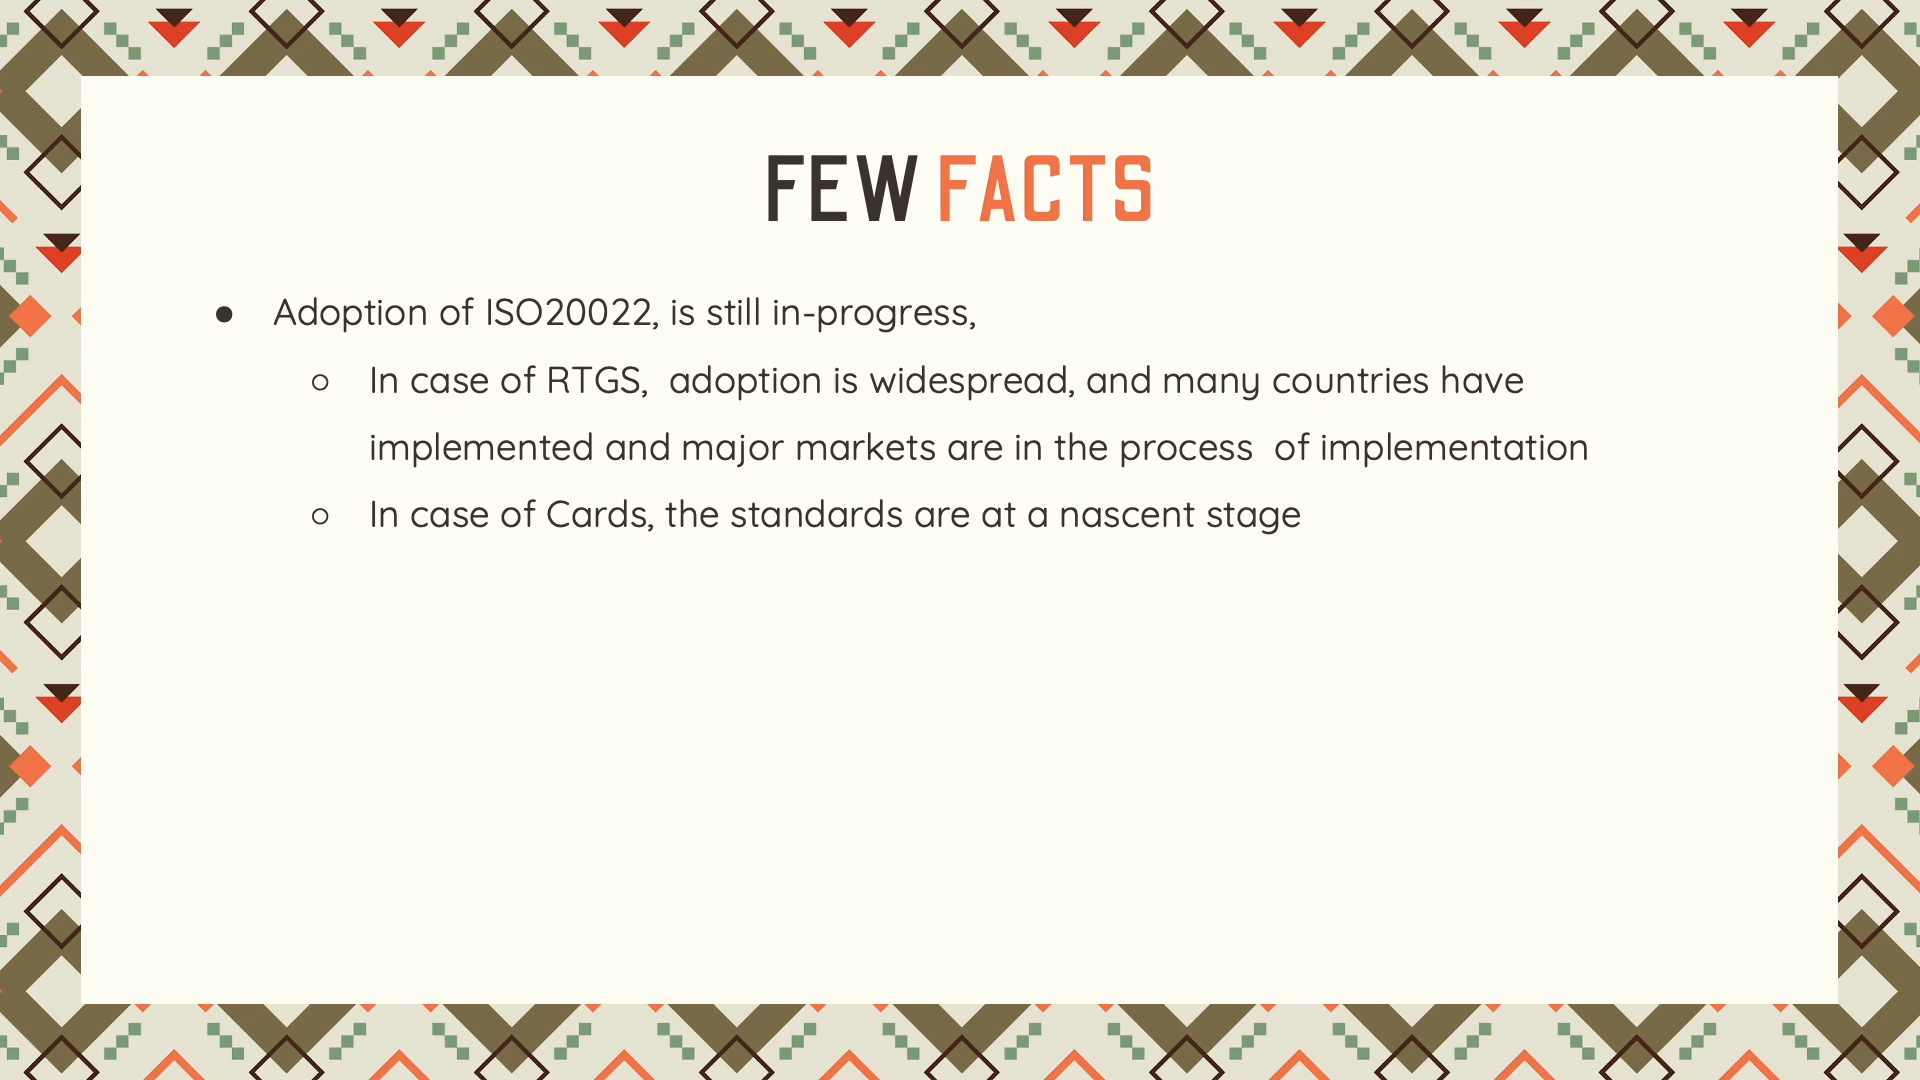 FEW FACTS
● Adoption of ISO20022, is still in-progress,
○ In case of RTGS,  adoption is widespread, and many countries have
implemented and major markets are in the process  of implementation
○ In case of Cards, the standards are at a nascent stage